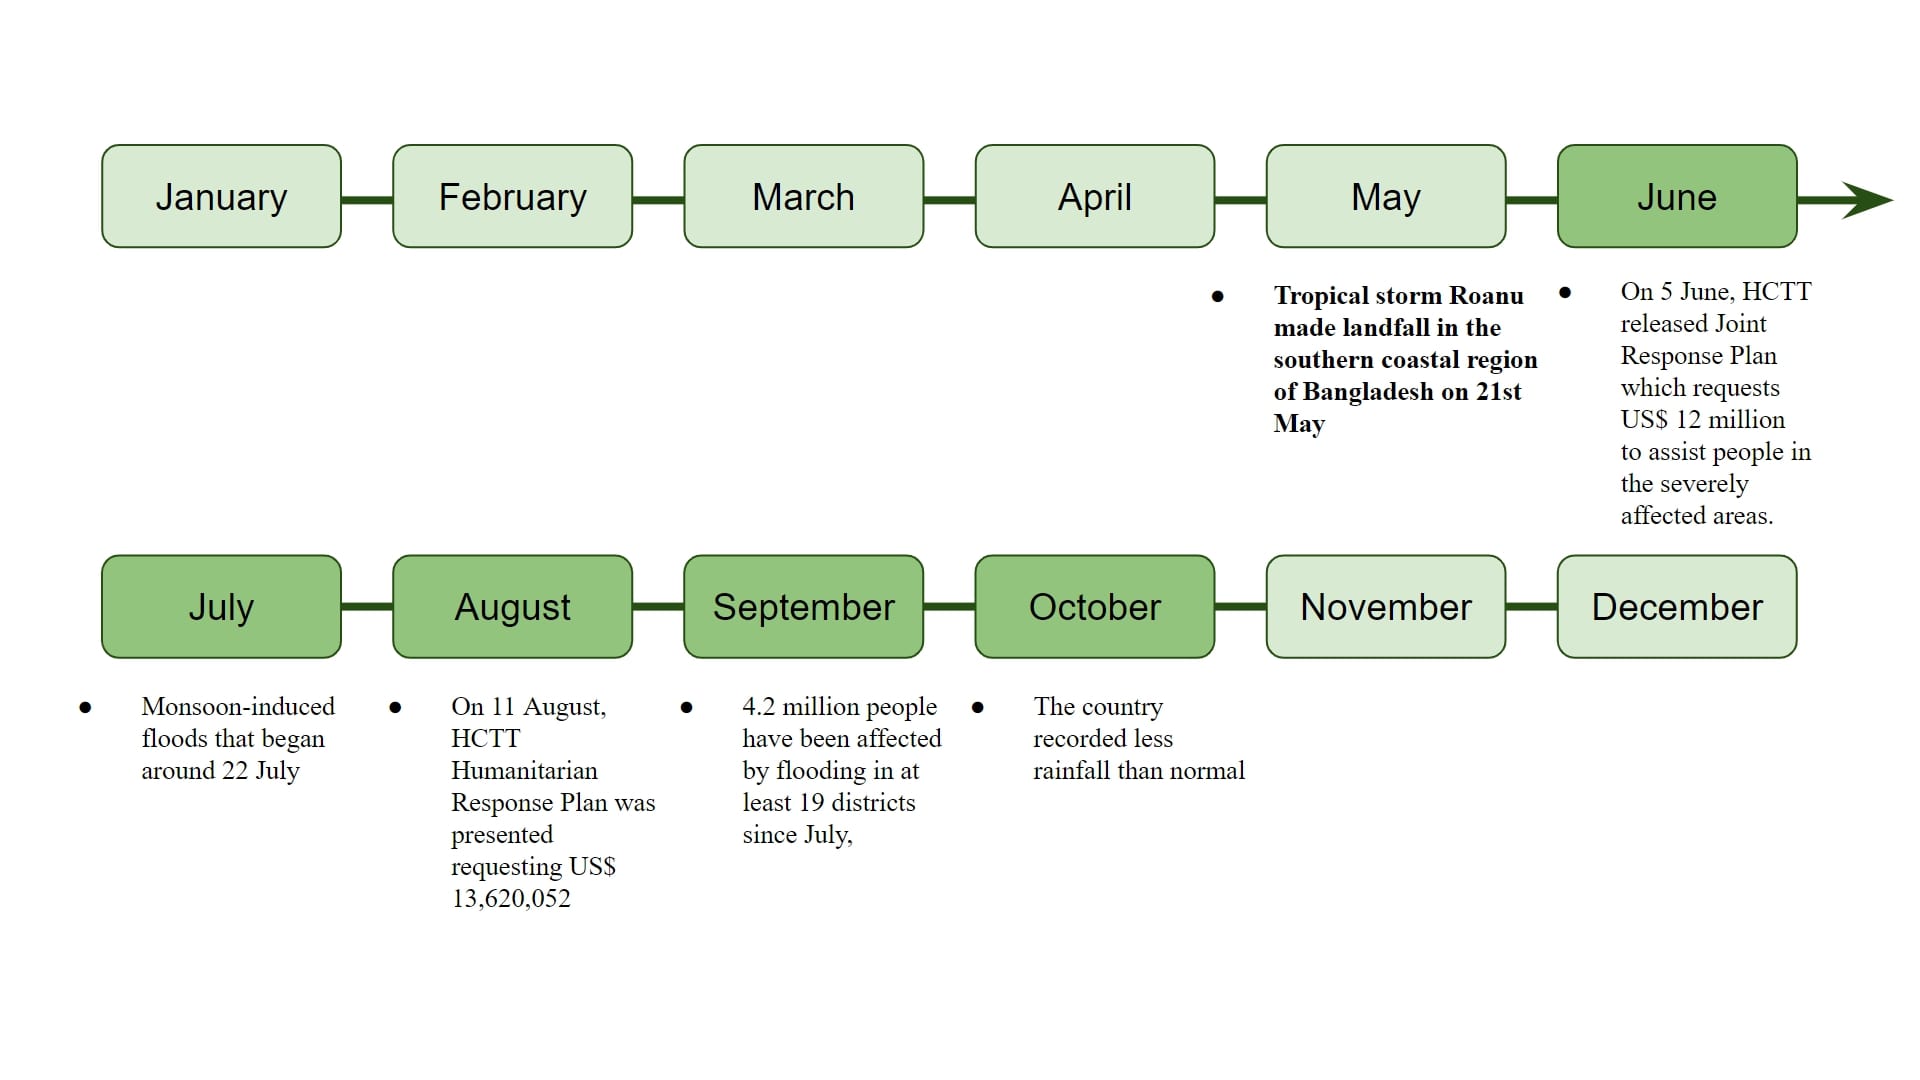 January
February
March
April
May
June
● Tropical storm Roanu
made landfall in the
southern coastal region
of Bangladesh on 21st
May
● On 5 June, HCTT
released Joint
Response Plan
which requests
US$ 12 million
to assist people in
the severely
affected areas.
July
August
September
October
November
December
● Monsoon-induced
floods that began
around 22 July
● On 11 August,
HCTT
Humanitarian
Response Plan was
presented
requesting US$
13,620,052
● 4.2 million people
have been affected
by flooding in at
least 19 districts
since July,
● The country
recorded less
rainfall than normal